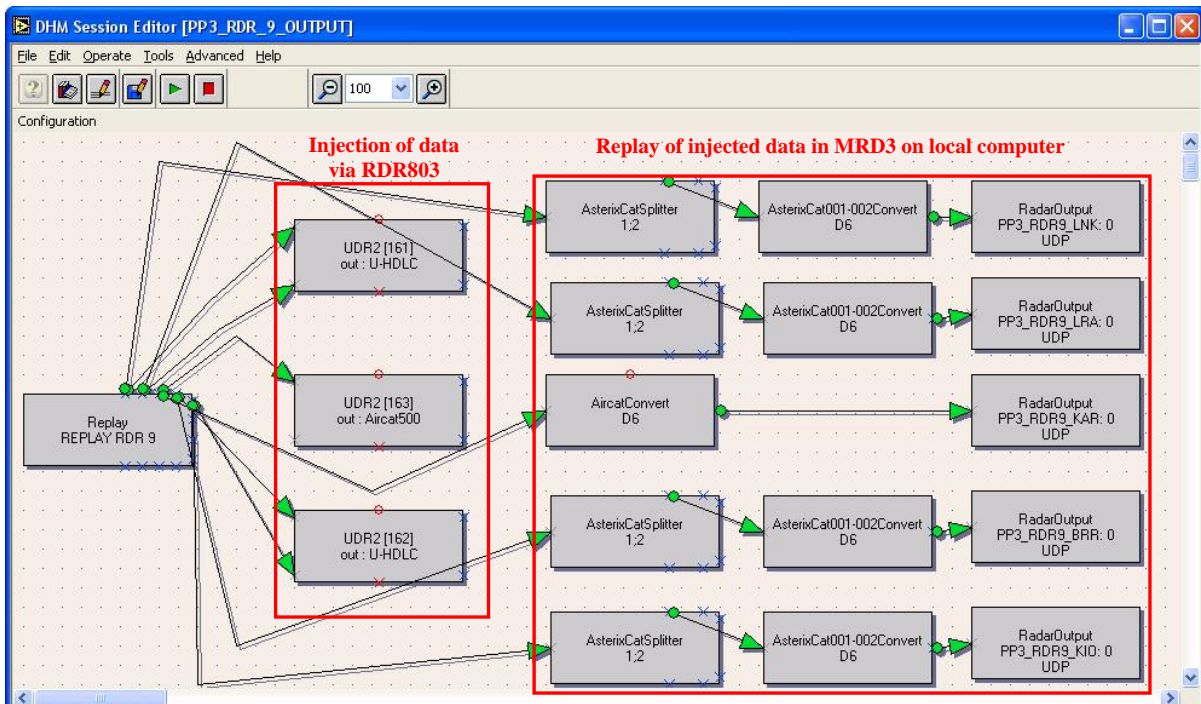 DHM Session Editor [PP3_RDR_9_OUTPUT]
File Edit Operate Tools Advanced Help
100
Configuration
Injection of data
via RDR803
Replay of injected data in MRD3 on local computer
Replay
REPLAY RDR 9
UDR2 [161]
out : U-HDLC
UDR2 [163]
out : Aircat500
UDR2 [162]
out : U-HDLC
AsterixCatSplitter
1;2
AsterixCat001-002Convert
D6
RadarOutput
PP3_RDR9_LNK: 0
UDP
AsterixCatSplitter
1;2
AsterixCat001-002Convert
D6
RadarOutput
PP3_RDR9_LRA: 0
UDP
AircatConvert
D6
RadarOutput
PP3_RDR9_KAR: 0
UDP
AsterixCatSplitter
1;2
AsterixCat001-002Convert
D6
RadarOutput
PP3_RDR9_BRR: 0
UDP
AsterixCatSplitter
1;2
AsterixCat001-002Convert
D6
RadarOutput
PP3_RDR9_KIO: 0
UDP